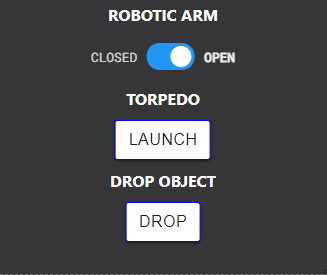 ROBOTIC ARM
CLOSED OPEN
TORPEDO
LAUNCH
DROP OBJECT
DROP